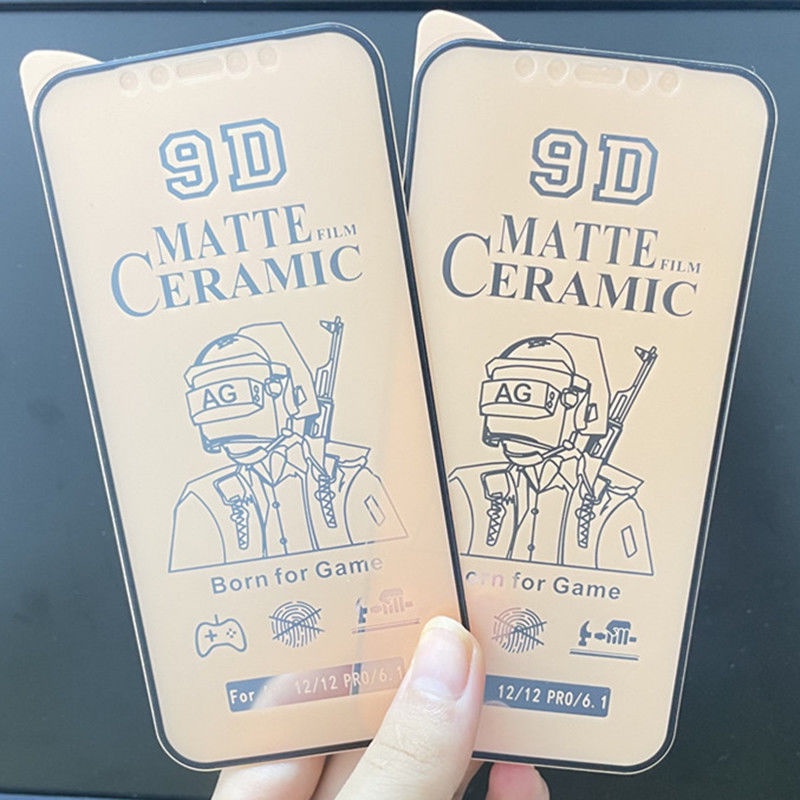 9D
MATTE FILM
CERAMIC
AG
Born for Game
For 12/12 PRO/6.1
9D
MATTE FILM
CERAMIC
AG
for Game
12/12 PRO/6.1